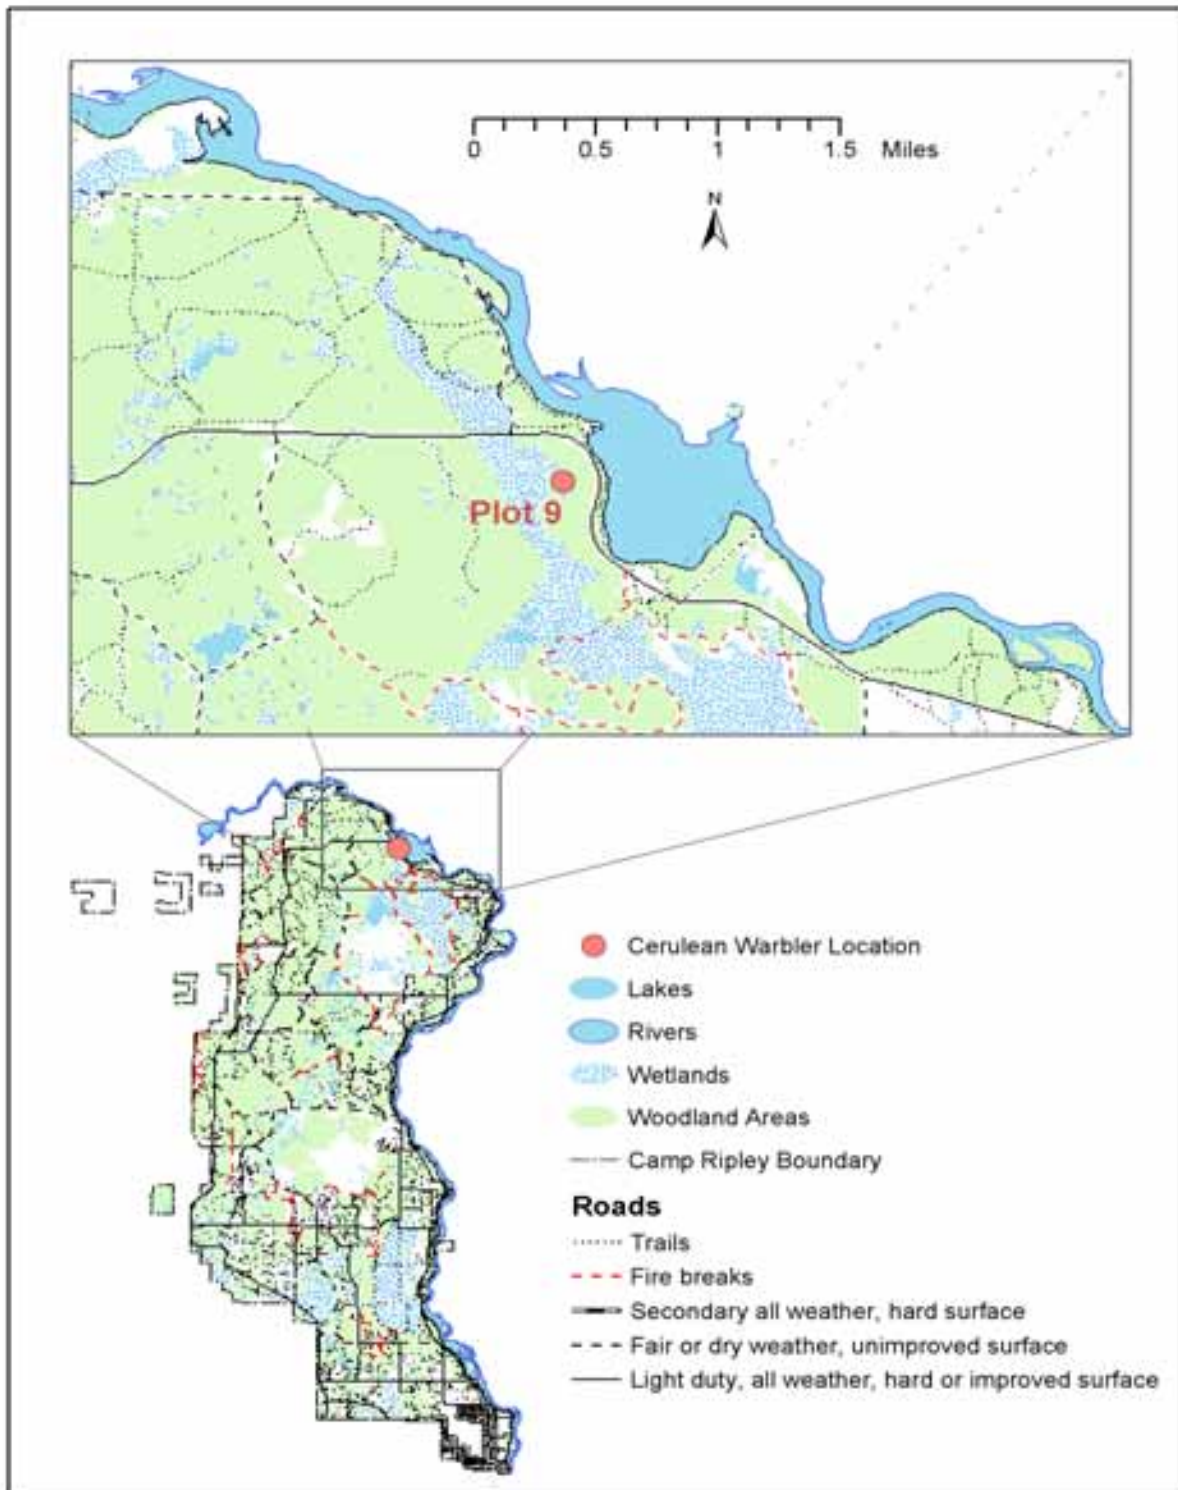 0 0.5 1 1.5 Miles
N
Plot 9
Cerulean Warbler Location
Lakes
Rivers
Wetlands
Woodland Areas
Camp Ripley Boundary
Roads
Trails
Fire breaks
Secondary all weather, hard surface
Fair or dry weather, unimproved surface
Light duty, all weather, hard or improved surface